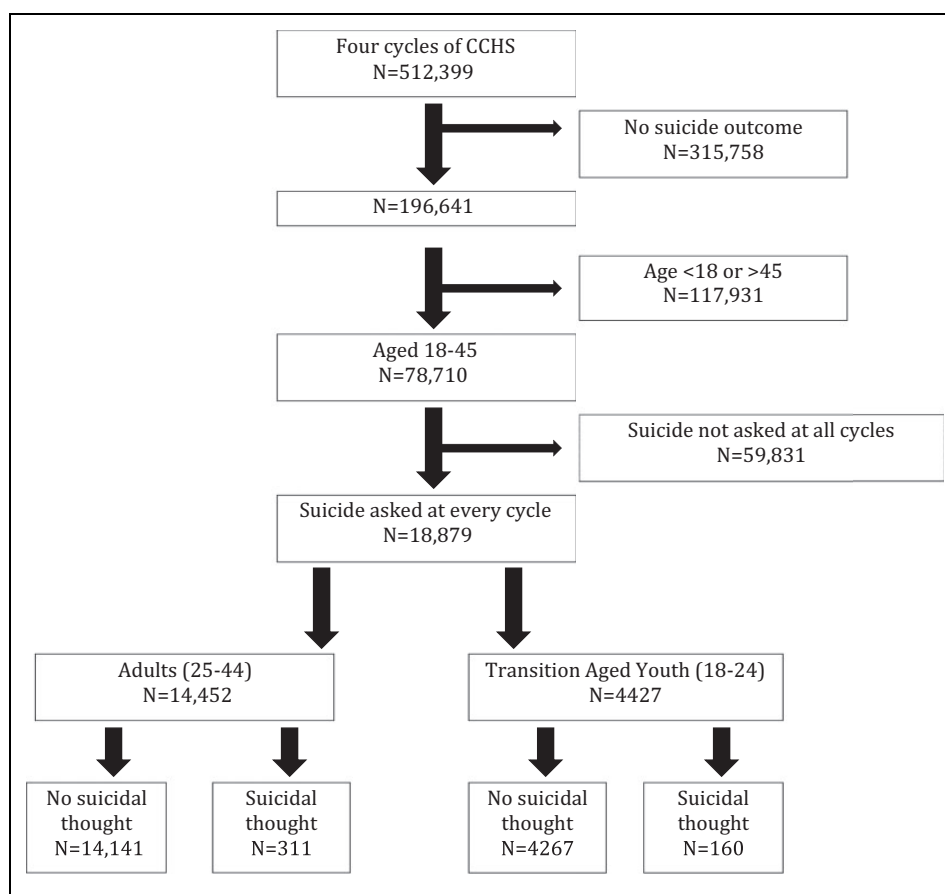 Four cycles of CCHS
N=512,399
No suicide outcome
N=315,758
N=196,641
Age <18 or >45
N=117,931
Aged 18-45
N=78,710
Suicide not asked at all cycles
N=59,831
Suicide asked at every cycle
N=18,879
Adults (25-44)
N=14,452
Transition Aged Youth (18-24)
N=4427
No suicidal
thought
N=14,141
Suicidal
thought
N=311
No suicidal
thought
N=4267
Suicidal
thought
N=160